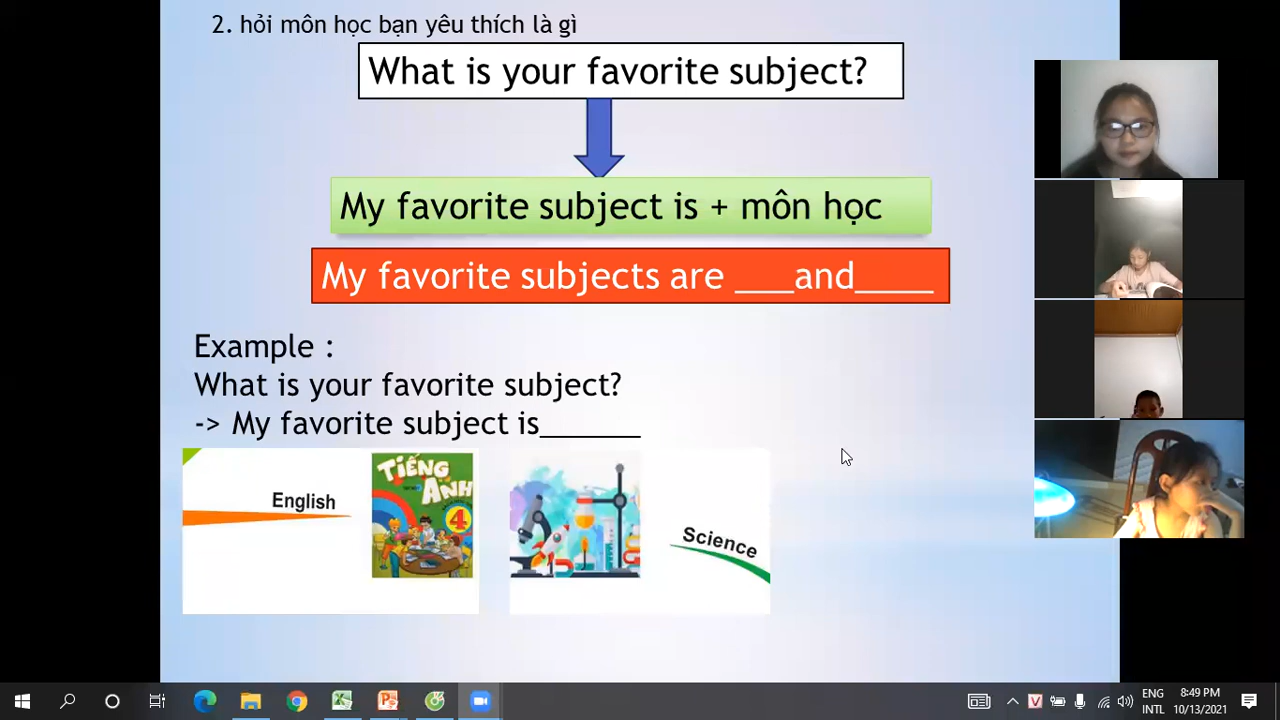 2. hỏi môn học bạn yêu thích là gì
What is your favorite subject?
My favorite subject is + môn học
My favorite subjects are ___and____
Example :
What is your favorite subject?
-> My favorite subject is______
English
TIẾNG
ANH
4
Science
ENG
INTL
8:49 PM
10/13/2021